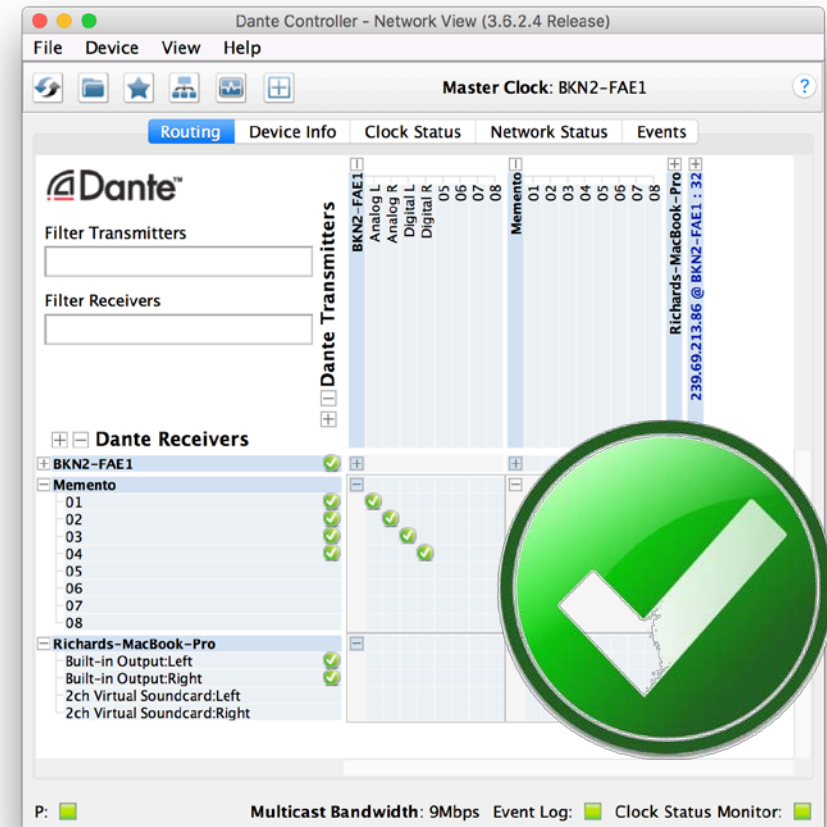 Dante Controller - Network View (3.6.2.4 Release)
File Device View Help
Master Clock: BKN2-FAE1
?
Routing Device Info Clock Status Network Status Events
Dante™
Filter Transmitters
Filter Receivers
Dante Transmitters
BKN2-FAE1
Analog L
Analog R
Digital L
Digital R
05
06
07
08
Memento
01
02
03
04
05
06
07
08
Richards-MacBook-Pro
239.69.213.86 @ BKN2-FAE1 : 32
Dante Receivers
BKN2-FAE1
Memento
01
02
03
04
05
06
07
08
Richards-MacBook-Pro
Built-in Output:Left
Built-in Output:Right
2ch Virtual Soundcard:Left
2ch Virtual Soundcard:Right
P: Multicast Bandwidth: 9Mbps Event Log: Clock Status Monitor: